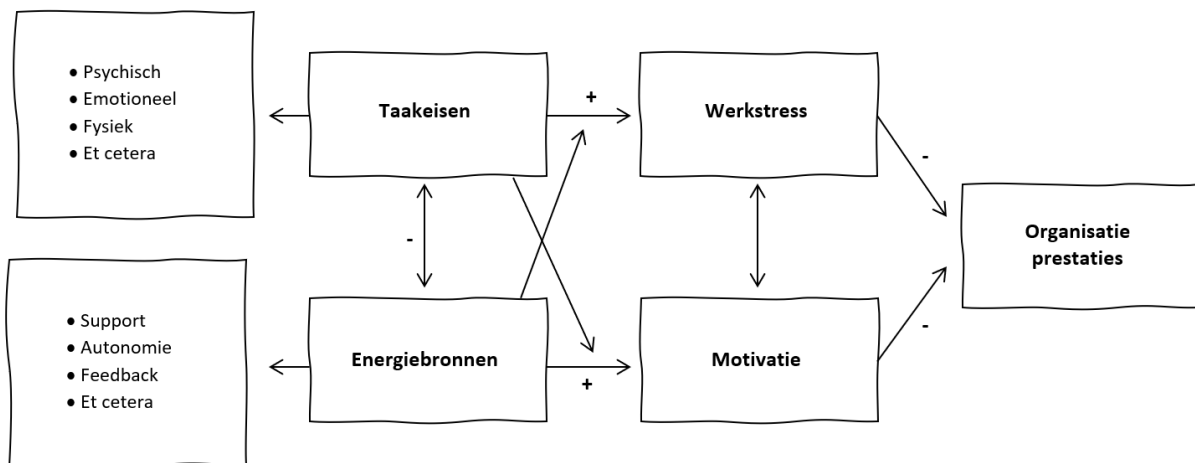 • Psychisch
• Emotioneel
• Fysiek
• Et cetera
Taakeisen
+
Werkstress
-
-
Organisatie
prestaties
• Support
• Autonomie
• Feedback
• Et cetera
Energiebronnen
+
Motivatie
-